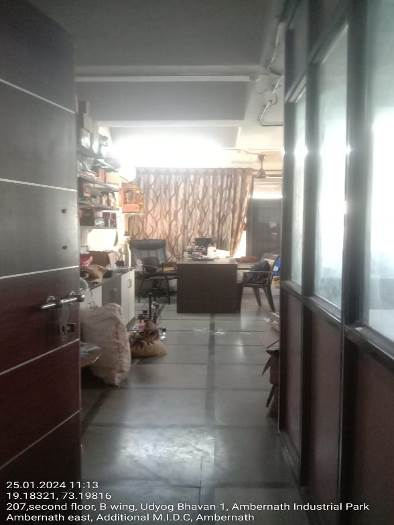 25.01.2024 11:13
19.18321, 73.19816
207,second floor, B wing, Udyog Bhavan 1, Ambernath Industrial Park
Ambernath east, Additional M.I.D.C, Ambernath